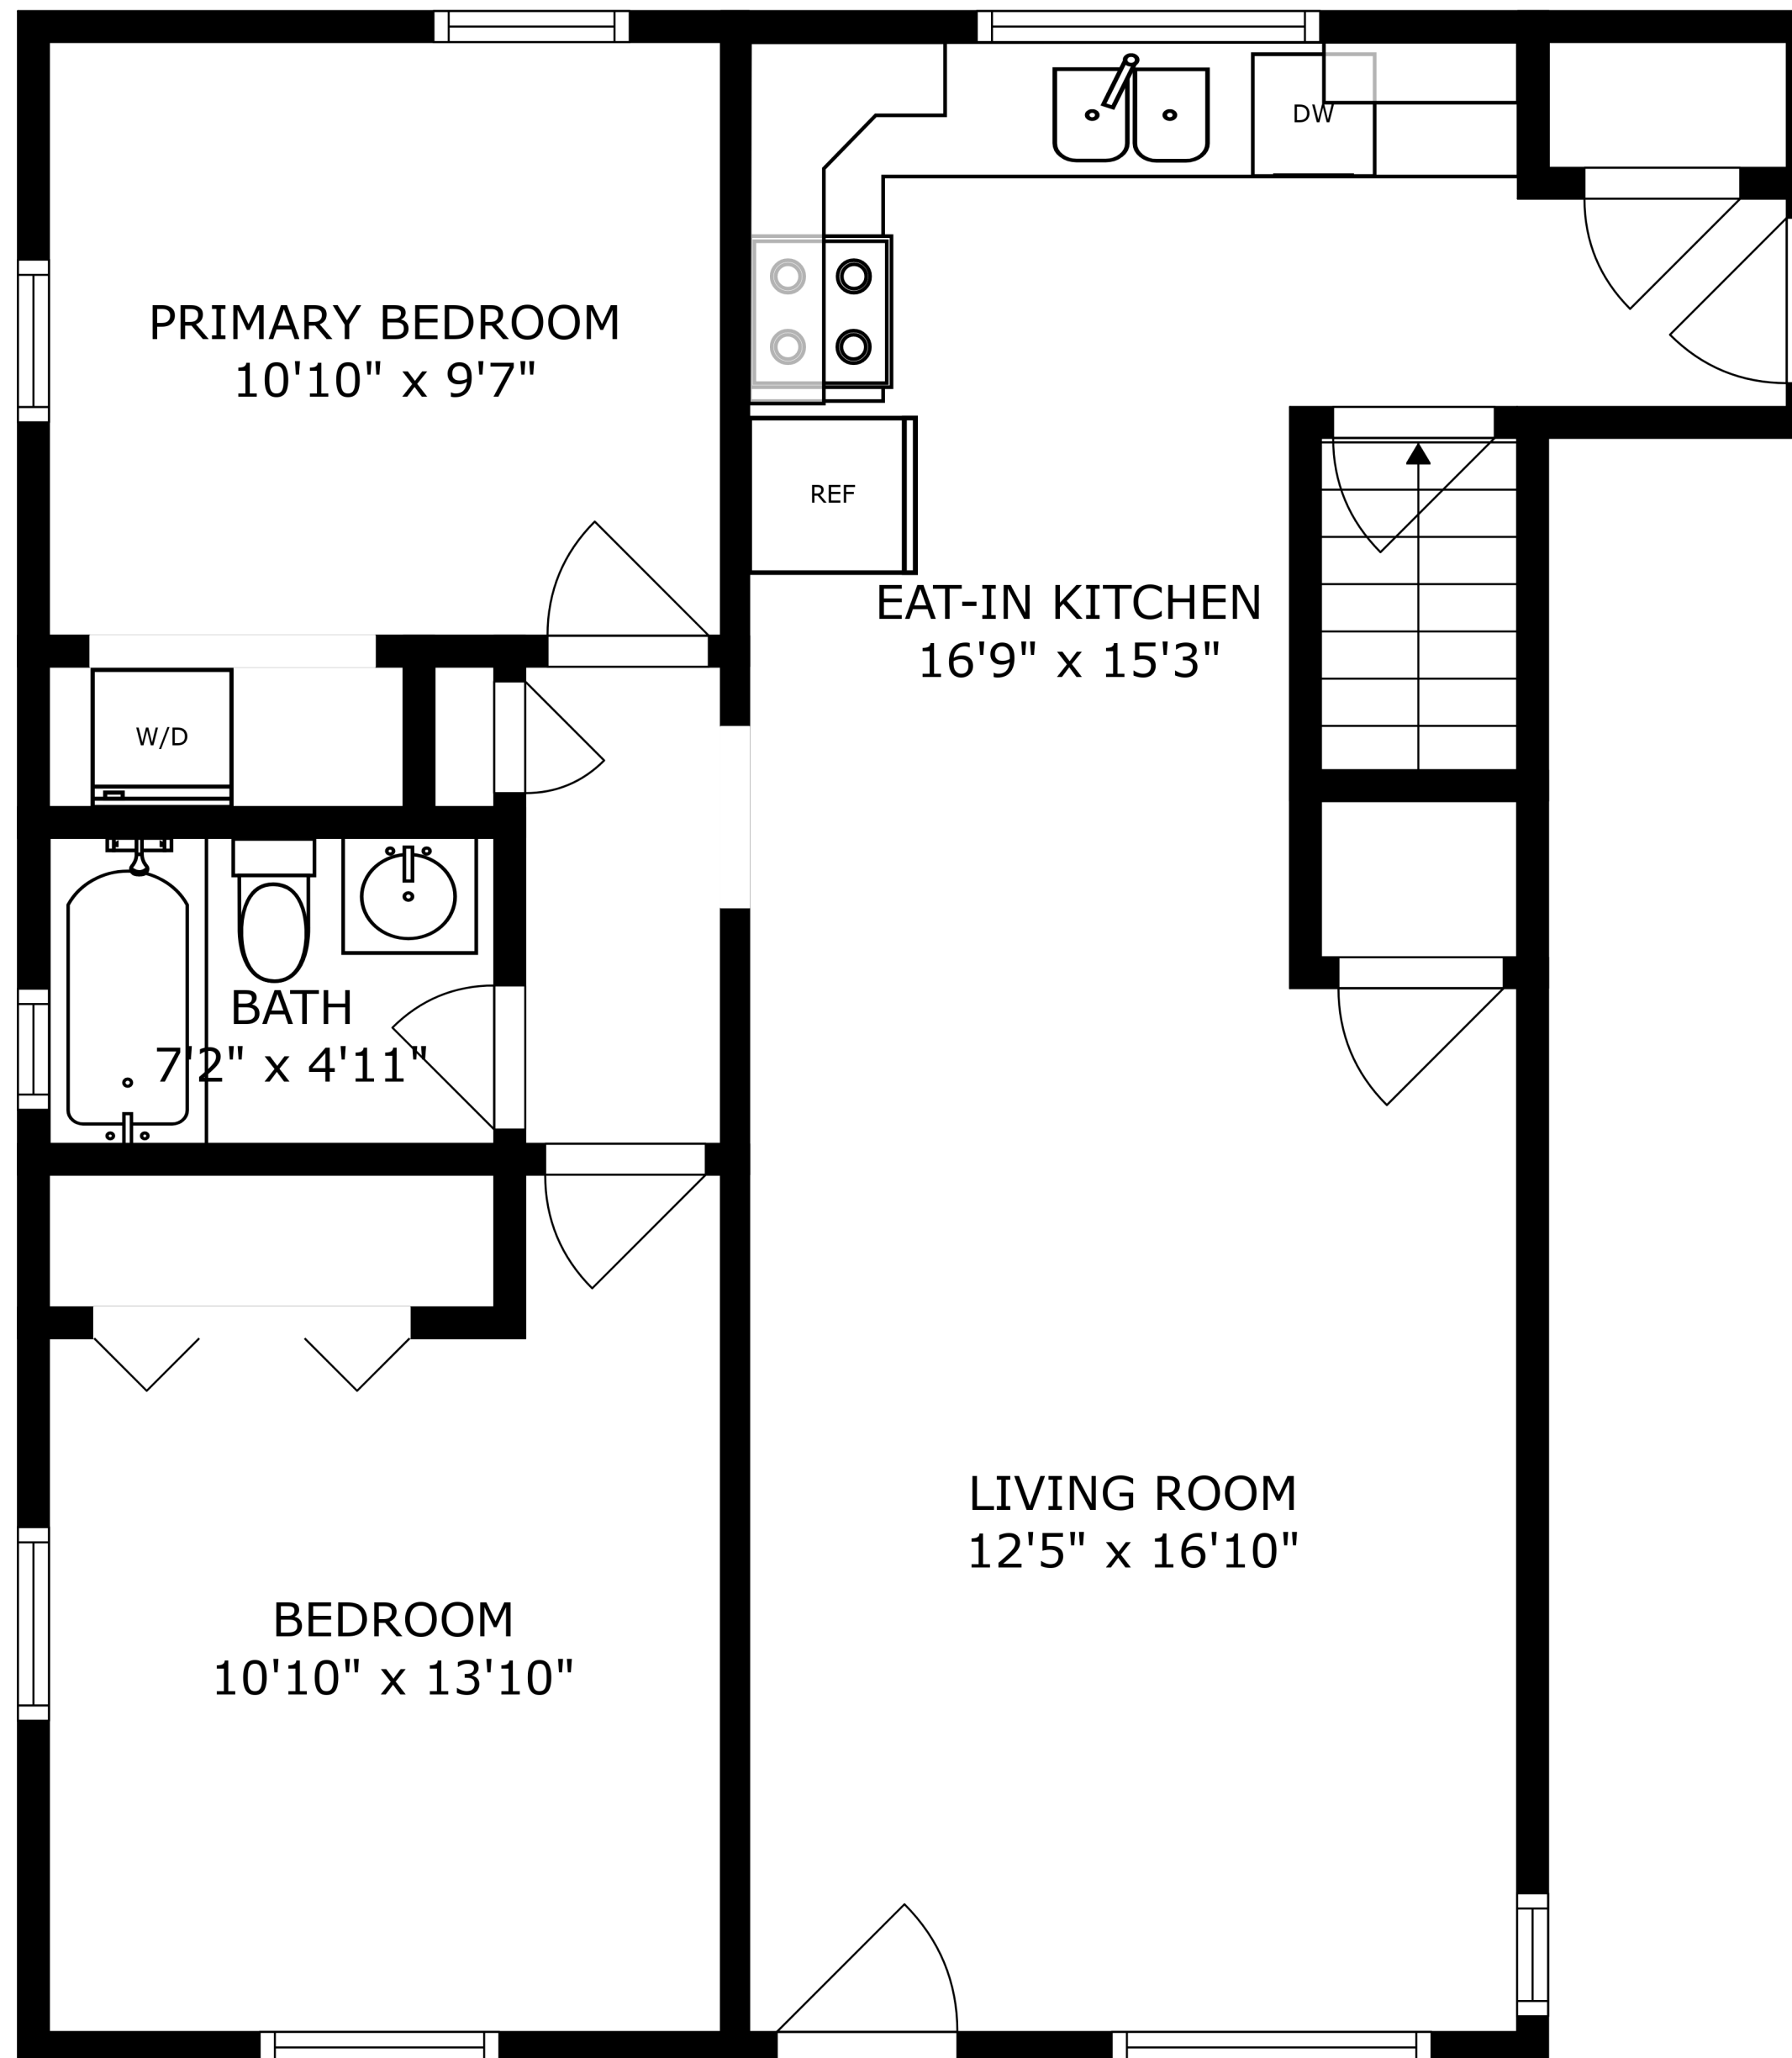 DW
PRIMARY BEDROOM
10'10" x 9'7"
REF
EAT-IN KITCHEN
16'9" x 15'3"
W/D
BATH
7'2" x 4'11"
LIVING ROOM
12'5" x 16'10"
BEDROOM
10'10" x 13'10"